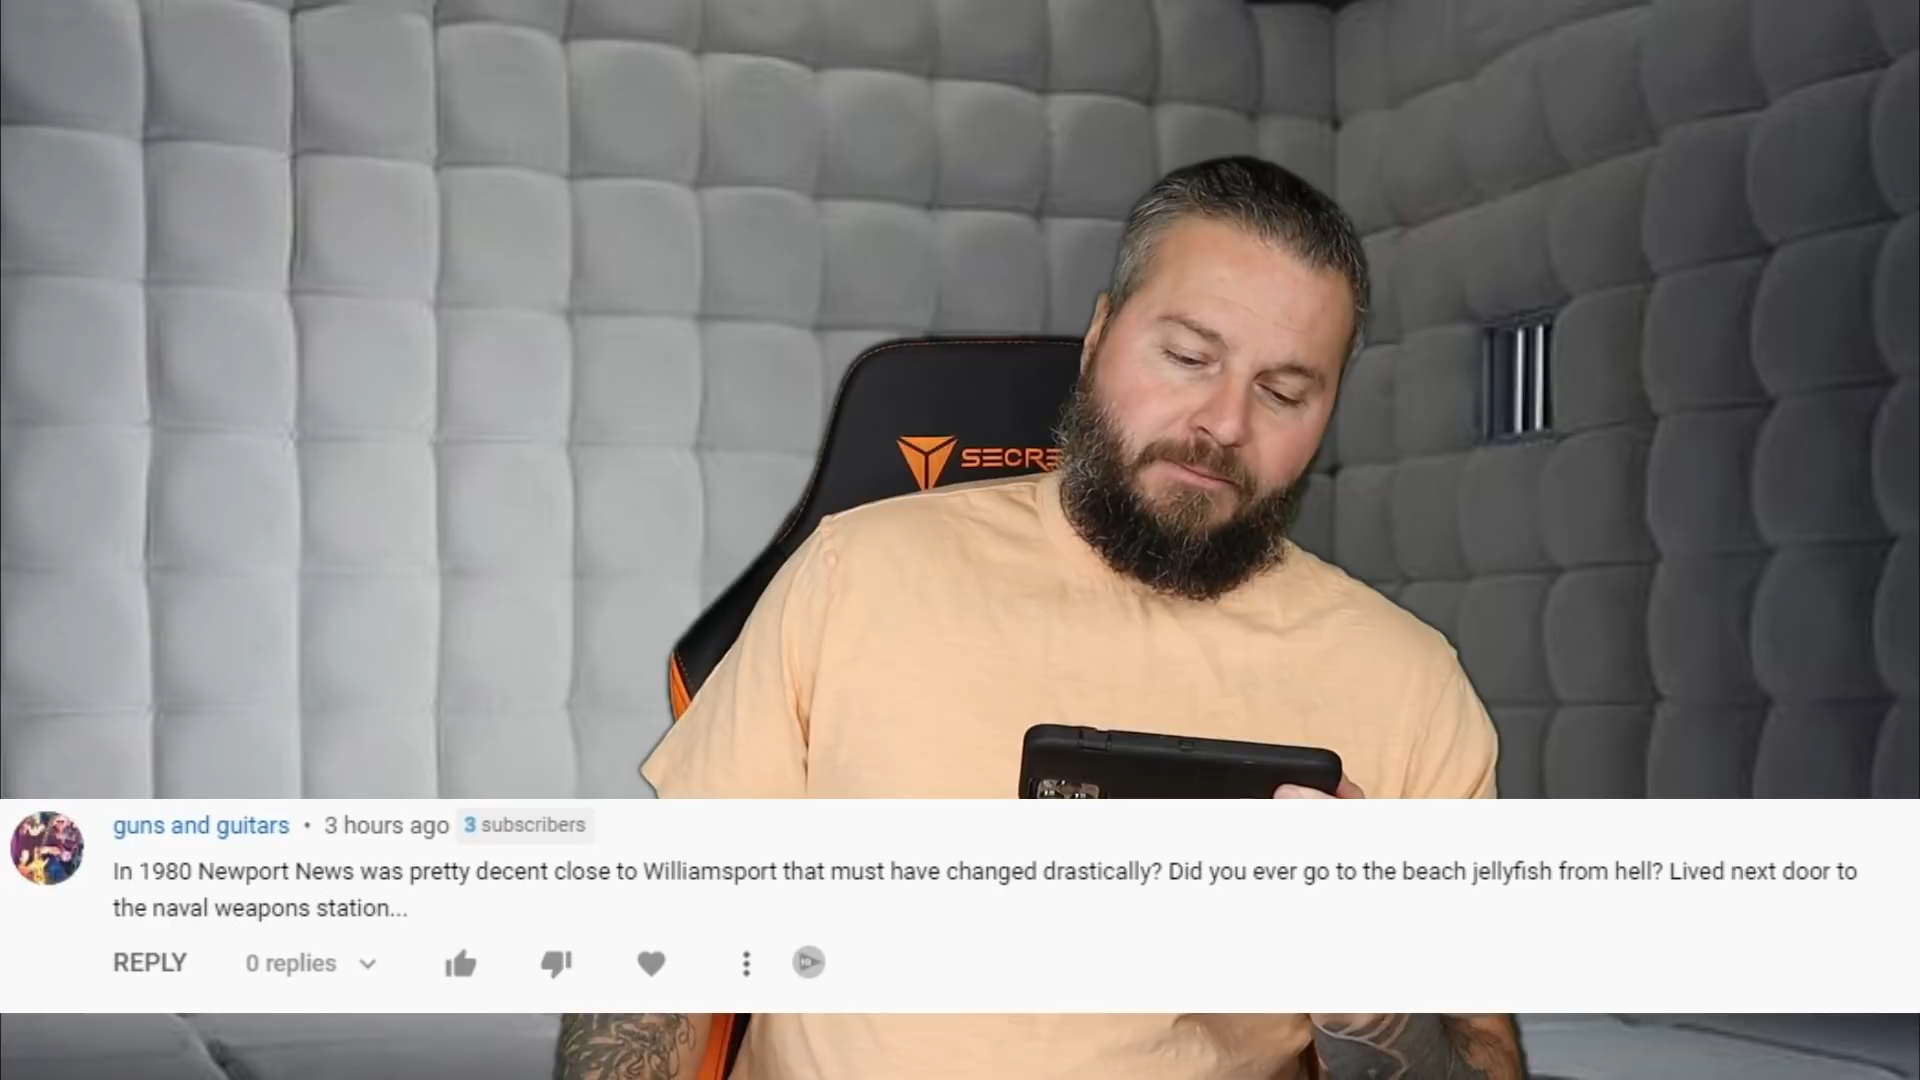 SECRE
guns and guitars • 3 hours ago 3 subscribers
In 1980 Newport News was pretty decent close to Williamsport that must have changed drastically? Did you ever go to the beach jellyfish from hell? Lived next door to
the naval weapons station...
REPLY 0 replies